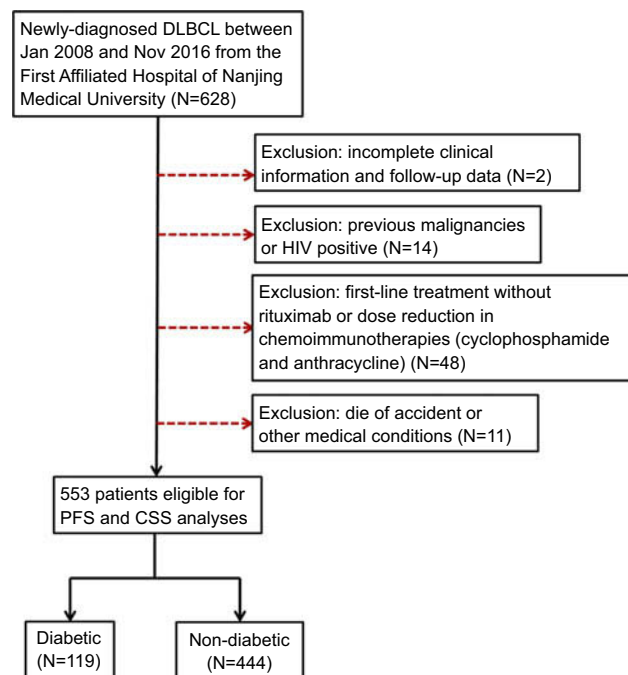 Newly-diagnosed DLBCL between
Jan 2008 and Nov 2016 from the
First Affiliated Hospital of Nanjing
Medical University (N=628)
Exclusion: incomplete clinical
information and follow-up data (N=2)
Exclusion: previous malignancies
or HIV positive (N=14)
Exclusion: first-line treatment without
rituximab or dose reduction in
chemoimmunotherapies (cyclophosphamide
and anthracycline) (N=48)
Exclusion: die of accident or
other medical conditions (N=11)
553 patients eligible for
PFS and CSS analyses
Diabetic
(N=119)
Non-diabetic
(N=444)